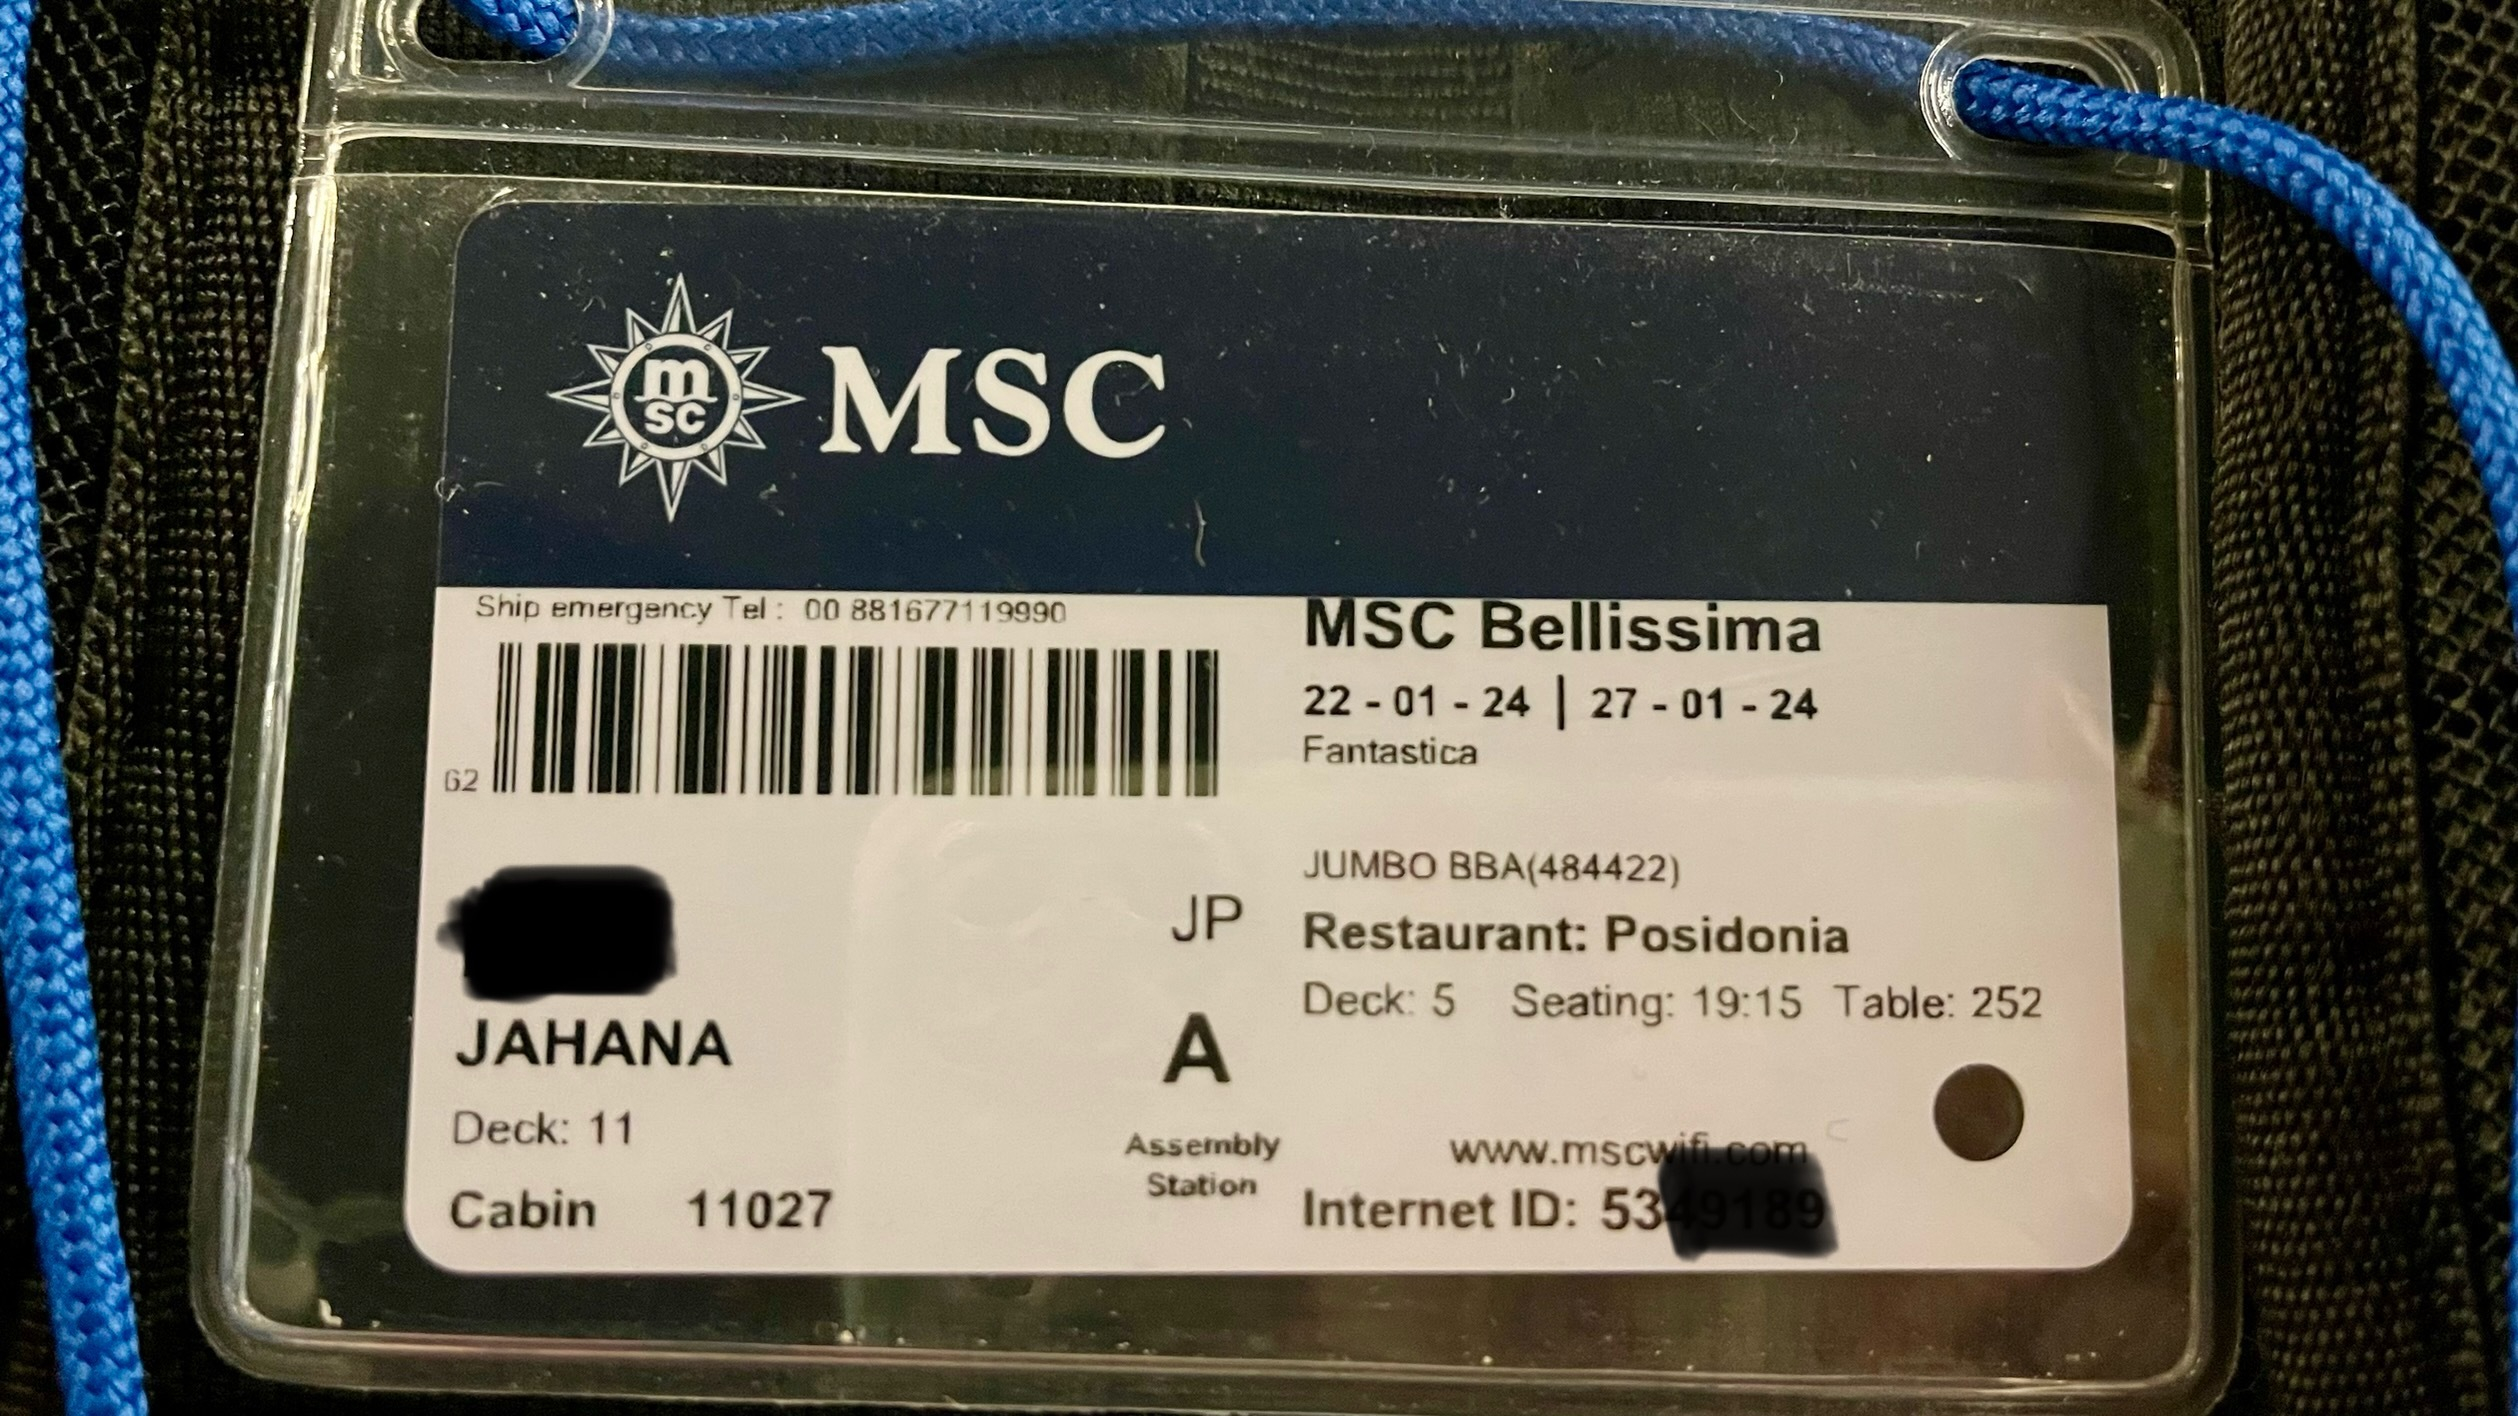 m
sc
MSC
Ship emergency Tel : 00 881677119990
62
MSC Bellissima
22 - 01 - 24 | 27 - 01 - 24
Fantastica
JUMBO BBA(484422)
Restaurant: Posidonia
Deck: 5 Seating: 19:15 Table: 252
JP
JAHANA
Deck: 11
Cabin 11027
A
Assembly
Station
www.mscwifi.com
Internet ID: